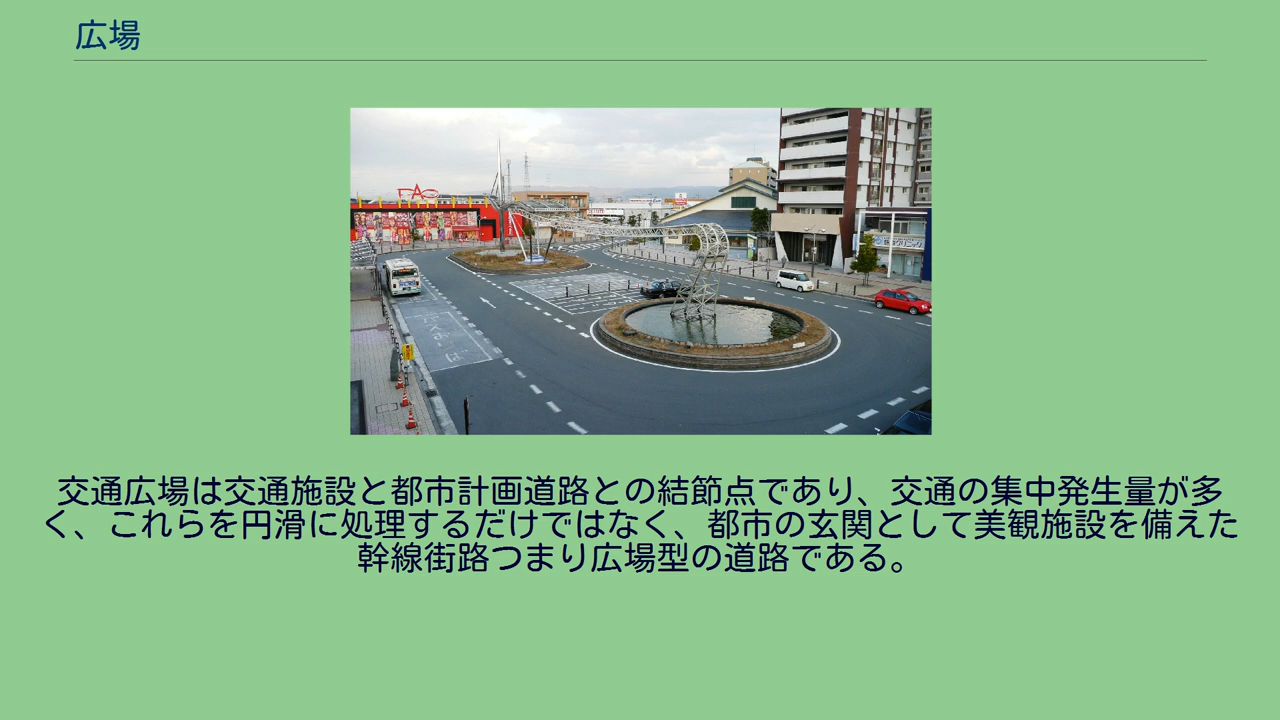 広場
FAC
交通広場は交通施設と都市計画道路との結節点であり、交通の集中発生量が多
く、これらを円滑に処理するだけではなく、都市の玄関として美観施設を備えた
幹線街路つまり広場型の道路である。